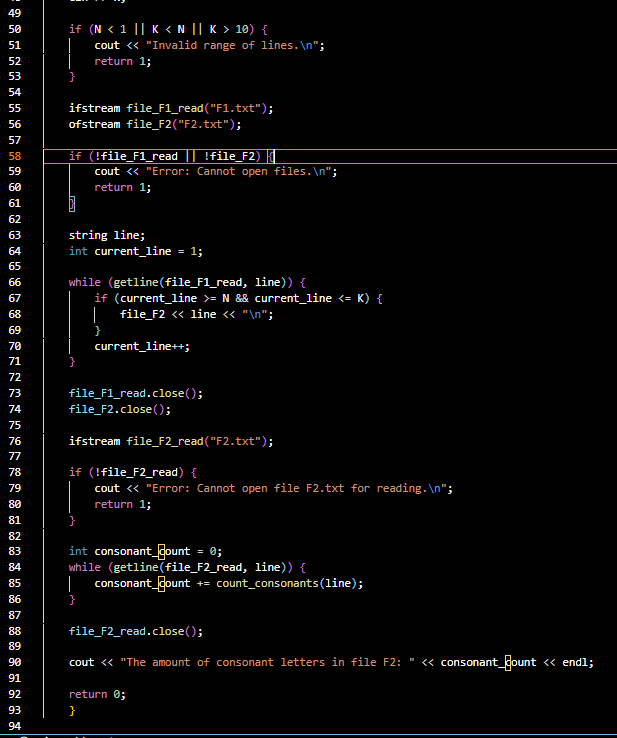 49
50 if (N < 1 || K < N || K > 10) {
51 cout << "Invalid range of lines.\n";
52 return 1;
53 }
54
55 ifstream file_F1_read("F1.txt");
56 ofstream file_F2("F2.txt");
57
58 if (!file_F1_read || !file_F2) {
59 cout << "Error: Cannot open files.\n";
60 return 1;
61 }
62
63 string line;
64 int current_line = 1;
65
66 while (getline(file_F1_read, line)) {
67 if (current_line >= N && current_line <= K) {
68 file_F2 << line << "\n";
69 }
70 current_line++;
71 }
72
73 file_F1_read.close();
74 file_F2.close();
75
76 ifstream file_F2_read("F2.txt");
77
78 if (!file_F2_read) {
79 cout << "Error: Cannot open file F2.txt for reading.\n";
80 return 1;
81 }
82
83 int consonant_count = 0;
84 while (getline(file_F2_read, line)) {
85 consonant_count += count_consonants(line);
86 }
87
88 file_F2_read.close();
89
90 cout << "The amount of consonant letters in file F2: " << consonant_count << endl;
91
92 return 0;
93 }
94